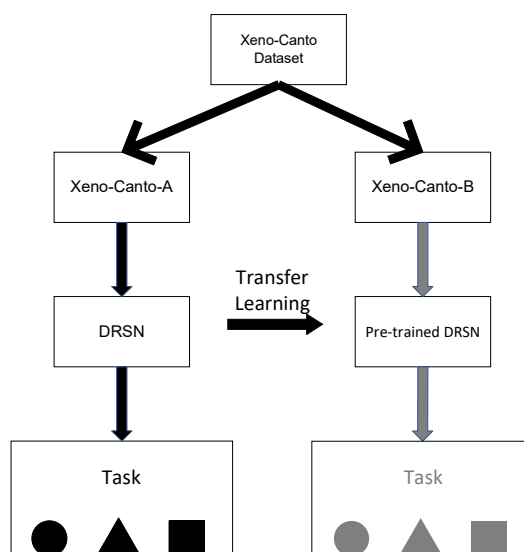 Xeno-Canto
Dataset
Xeno-Canto-A
Xeno-Canto-B
Transfer
Learning
DRSN
Pre-trained DRSN
Task
Task